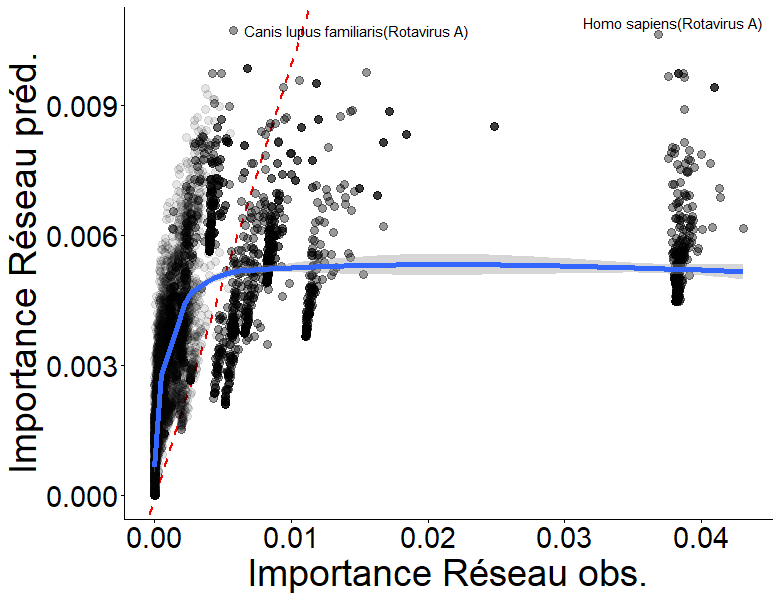 Homo sapiens(Rotavirus A)
Canis lupus familiaris(Rotavirus A)
Importance Réseau préd.
0.009
0.006
0.003
0.000
0.00 0.01 0.02 0.03 0.04
Importance Réseau obs.